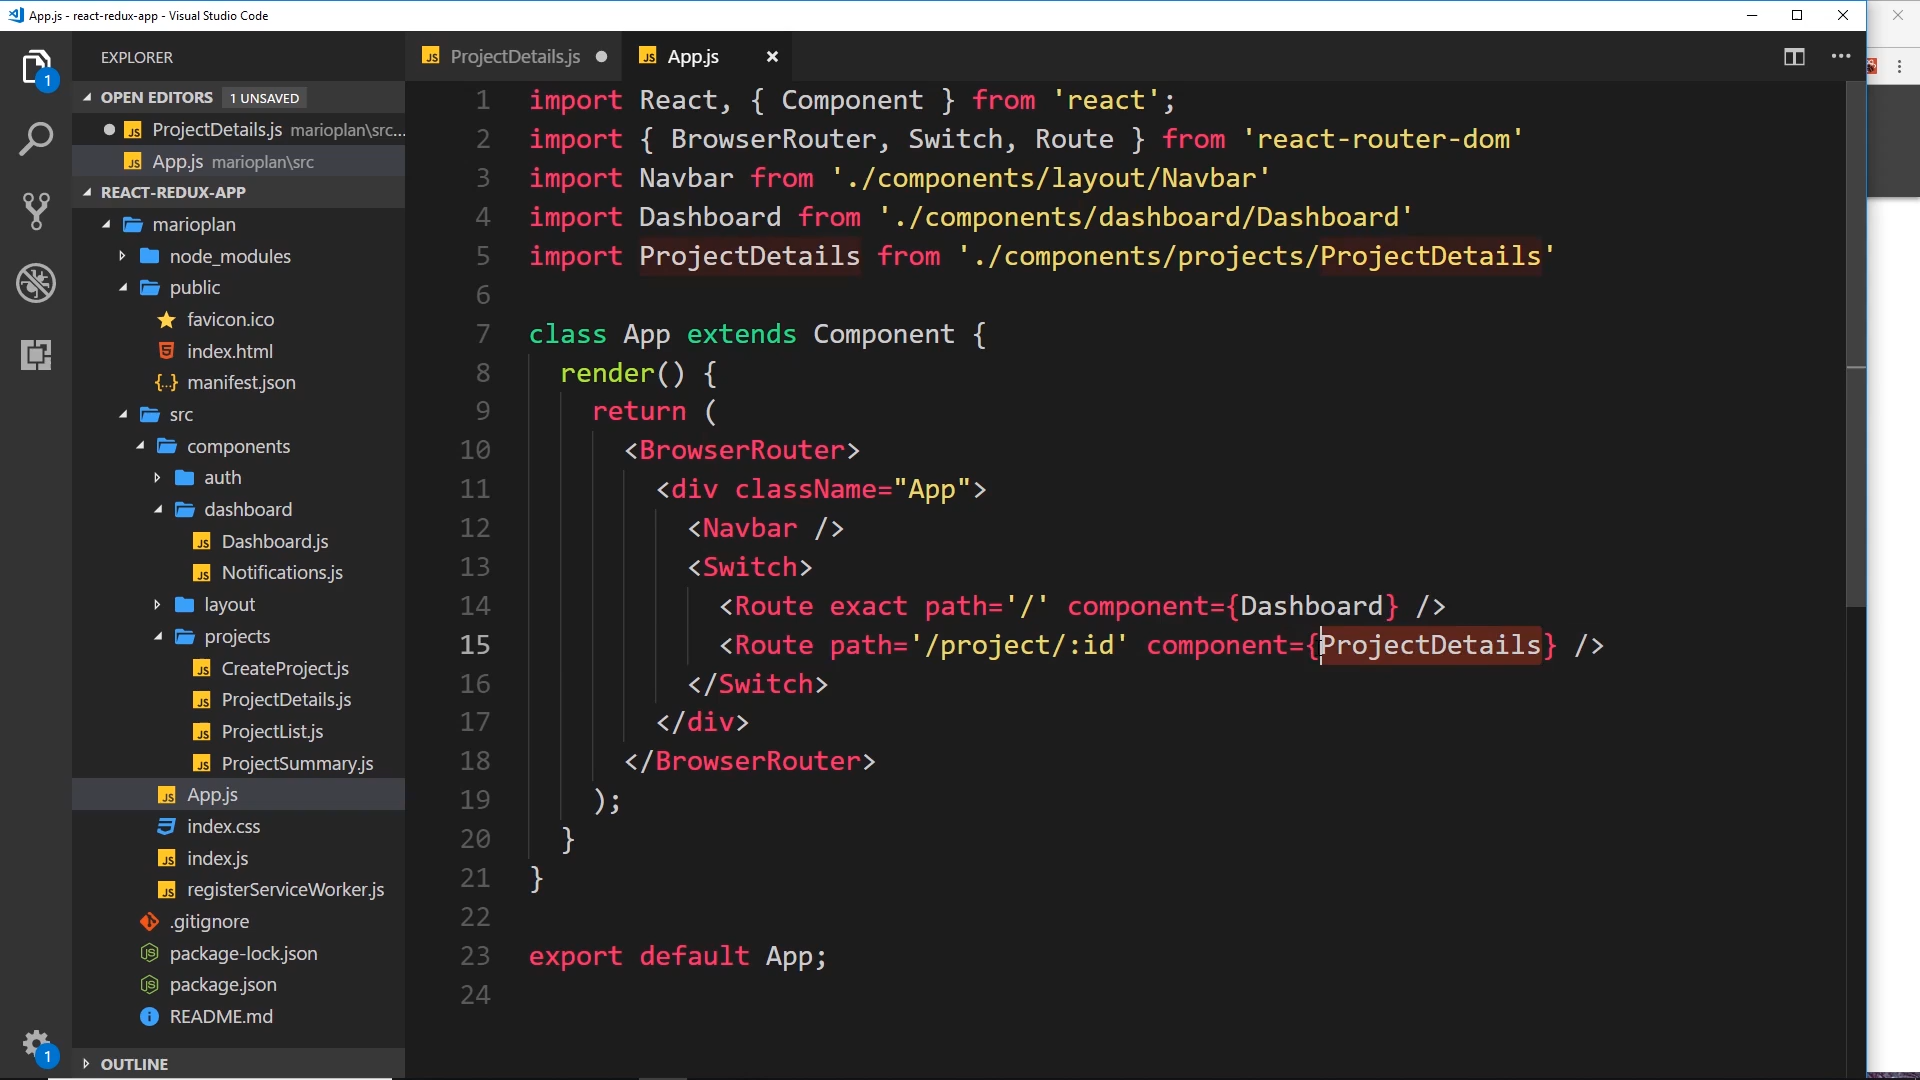 App.js - react-redux-app - Visual Studio Code
EXPLORER
OPEN EDITORS 1 UNSAVED
ProjectDetails.js marioplan\src...
App.js marioplan\src
REACT-REDUX-APP
marioplan
node_modules
public
favicon.ico
index.html
manifest.json
src
components
auth
dashboard
Dashboard.js
Notifications.js
layout
projects
CreateProject.js
ProjectDetails.js
ProjectList.js
ProjectSummary.js
App.js
index.css
index.js
registerServiceWorker.js
.gitignore
package-lock.json
package.json
README.md
OUTLINE
1
1
ProjectDetails.js
App.js
1 import React, { Component } from 'react';
2 import { BrowserRouter, Switch, Route } from 'react-router-dom'
3 import Navbar from './components/layout/Navbar'
4 import Dashboard from './components/dashboard/Dashboard'
5 import ProjectDetails from './components/projects/ProjectDetails'
6
7 class App extends Component {
8 render() {
9 return (
10 <BrowserRouter>
11 <div className="App">
12 <Navbar />
13 <Switch>
14 <Route exact path='/' component={Dashboard} />
15 <Route path='/project/:id' component={ProjectDetails} />
16 </Switch>
17 </div>
18 </BrowserRouter>
19 );
20 }
21 }
22
23 export default App;
24